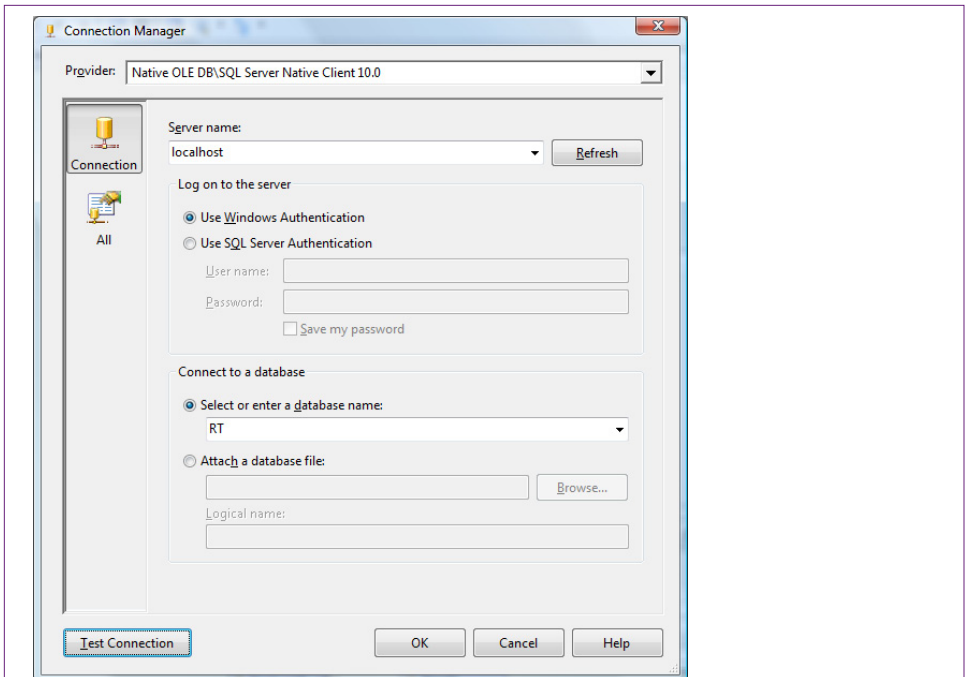 Connection Manager
Provider: Native OLE DB\SQL Server Native Client 10.0
Connection
All
Server name:
localhost
Refresh
Log on to the server
Use Windows Authentication
Use SQL Server Authentication
User name:
Password:
Save my password
Connect to a database
Select or enter a database name:
RT
Attach a database file:
Browse...
Logical name:
Test Connection
OK
Cancel
Help